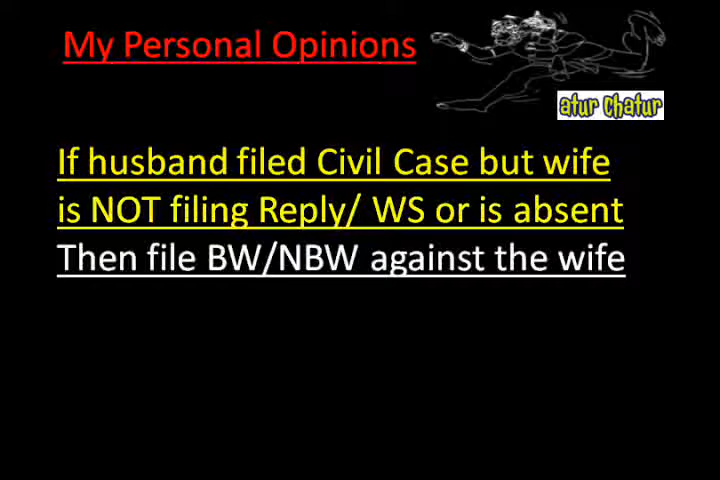 My Personal Opinions
atur chatur
If husband filed Civil Case but wife
is NOT filing Reply/ WS or is absent
Then file BW/NBW against the wife